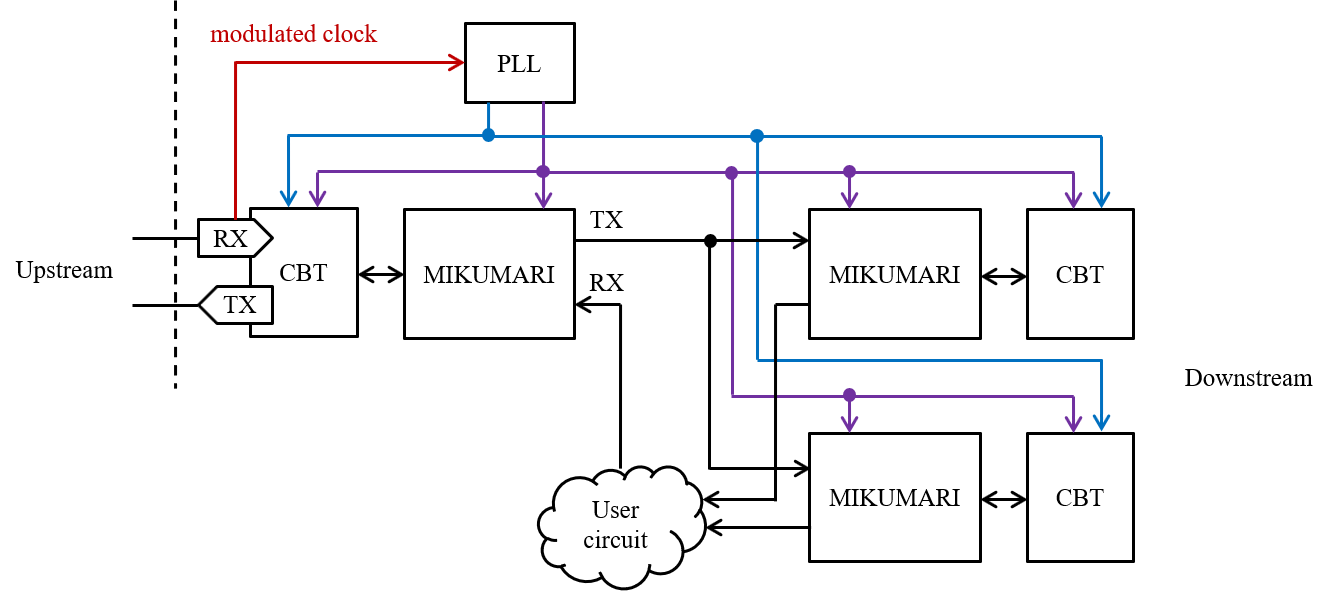 modulated clock
PLL
Upstream
RX
TX
CBT
MIKUMARI
TX
RX
MIKUMARI
CBT
Downstream
MIKUMARI
CBT
User
circuit